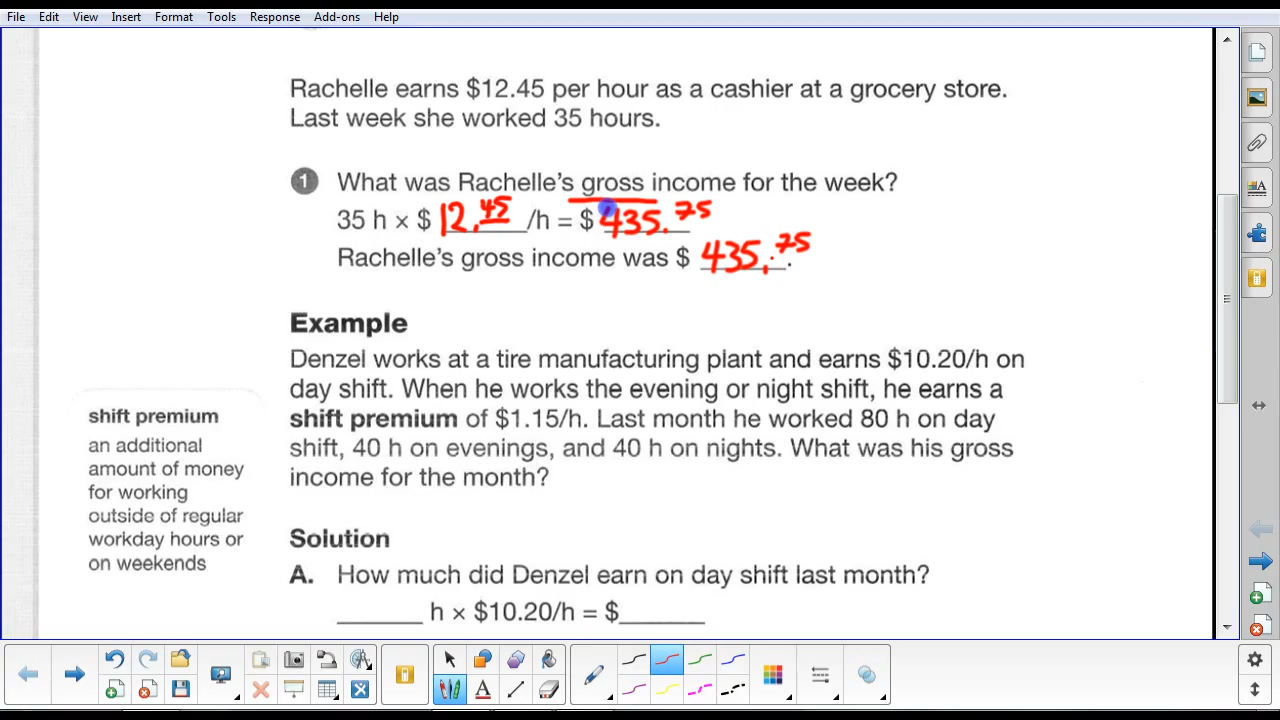 File Edit View Insert Format Tools Response Add-ons Help
Rachelle earns $12.45 per hour as a cashier at a grocery store.
Last week she worked 35 hours.
1 What was Rachelle's gross income for the week?
35 h × $ 12.45 /h = $ 435.75
Rachelle's gross income was $ 435.75.
Example
Denzel works at a tire manufacturing plant and earns $10.20/h on
day shift. When he works the evening or night shift, he earns a
shift premium of $1.15/h. Last month he worked 80 h on day
shift, 40 h on evenings, and 40 h on nights. What was his gross
income for the month?
shift premium
an additional
amount of money
for working
outside of regular
workday hours or
on weekends
Solution
A. How much did Denzel earn on day shift last month?
______ h × $10.20/h = $______